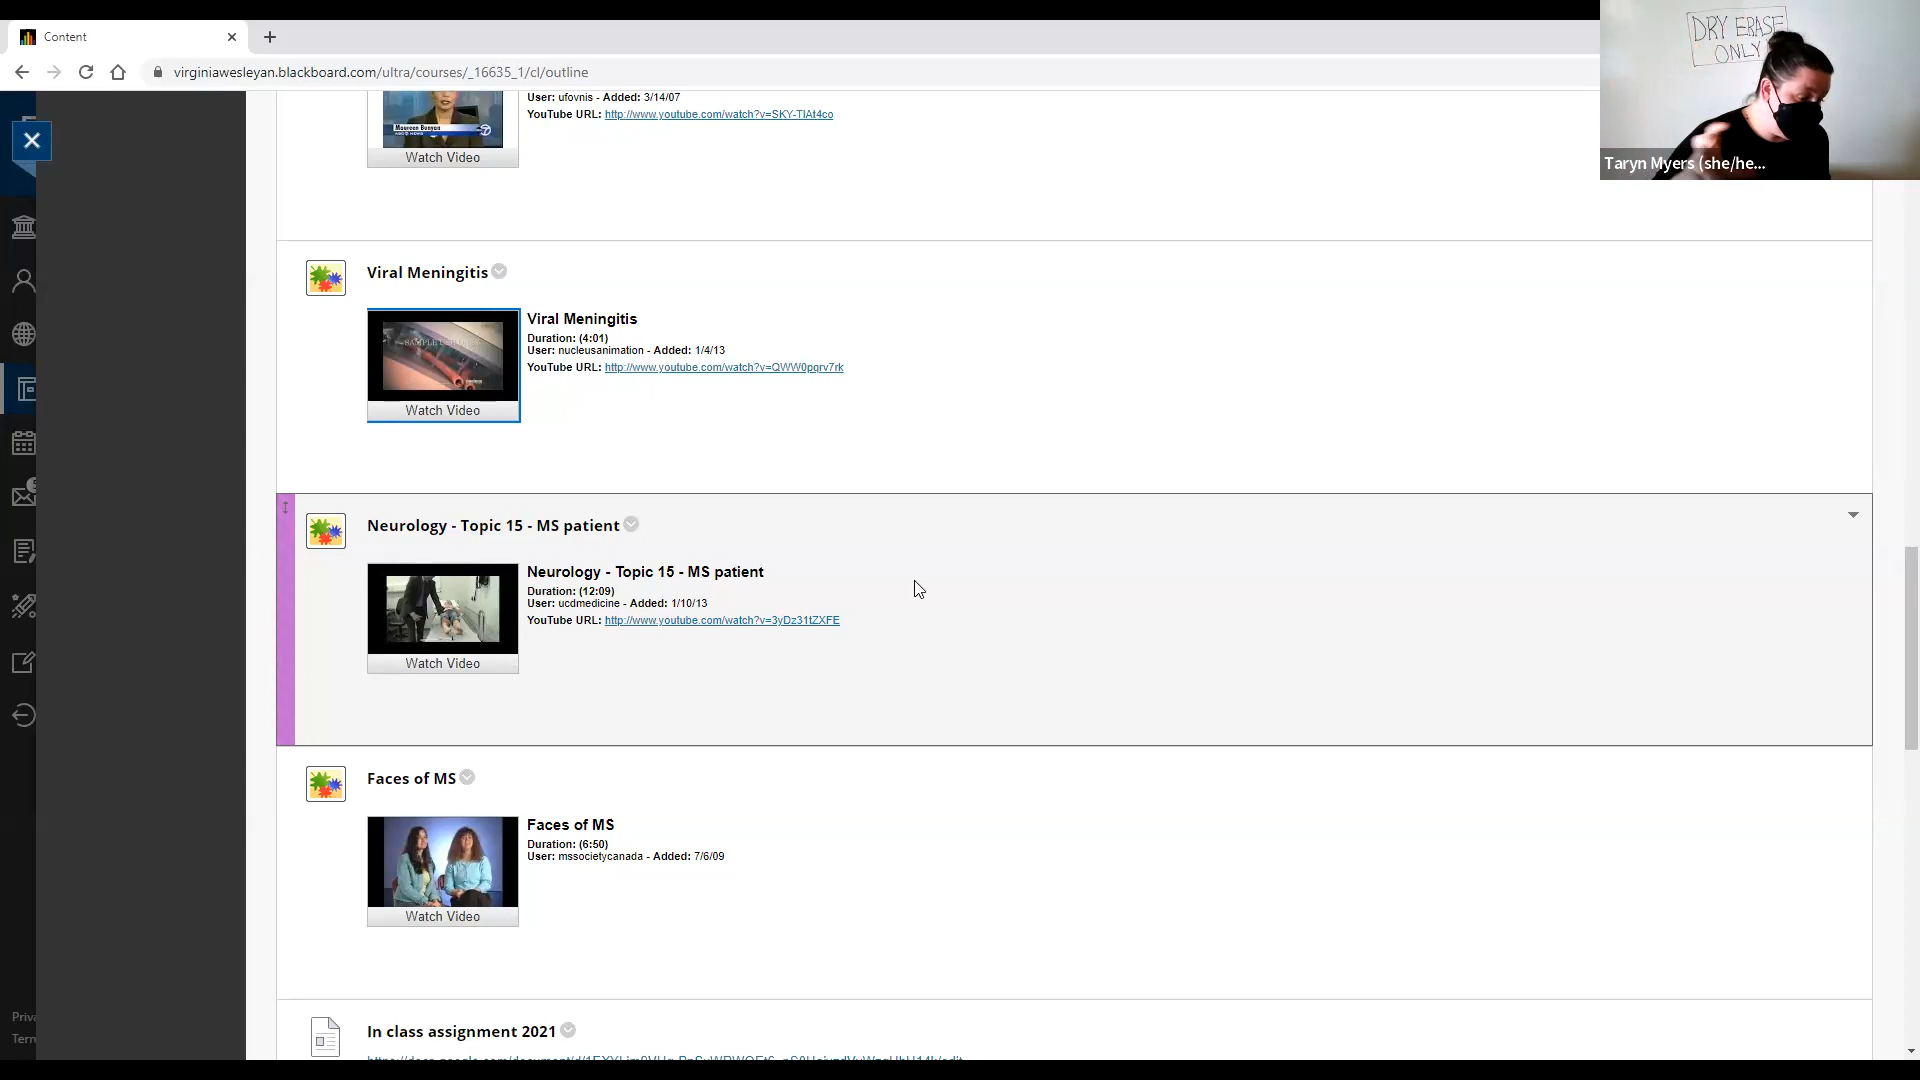 Content
virginiawesleyan.blackboard.com/ultra/courses/_16635_1/cl/outline
DRY ERASE
ONLY
Taryn Myers (she/he...
Maureen Bunyan
User: ufovnis - Added: 3/14/07
YouTube URL: http://www.youtube.com/watch?v=SKY-TIAt4co
Watch Video
Viral Meningitis
Viral Meningitis
Duration: (4:01)
User: nucleusanimation - Added: 1/4/13
YouTube URL: http://www.youtube.com/watch?v=QWW0pqrv7rk
Watch Video
Neurology - Topic 15 - MS patient
Neurology - Topic 15 - MS patient
Duration: (12:09)
User: ucdmedicine - Added: 1/10/13
YouTube URL: http://www.youtube.com/watch?v=3yDz31tZXFE
Watch Video
Faces of MS
Faces of MS
Duration: (6:50)
User: mssocietycanada - Added: 7/6/09
Watch Video
Priva
Term
In class assignment 2021